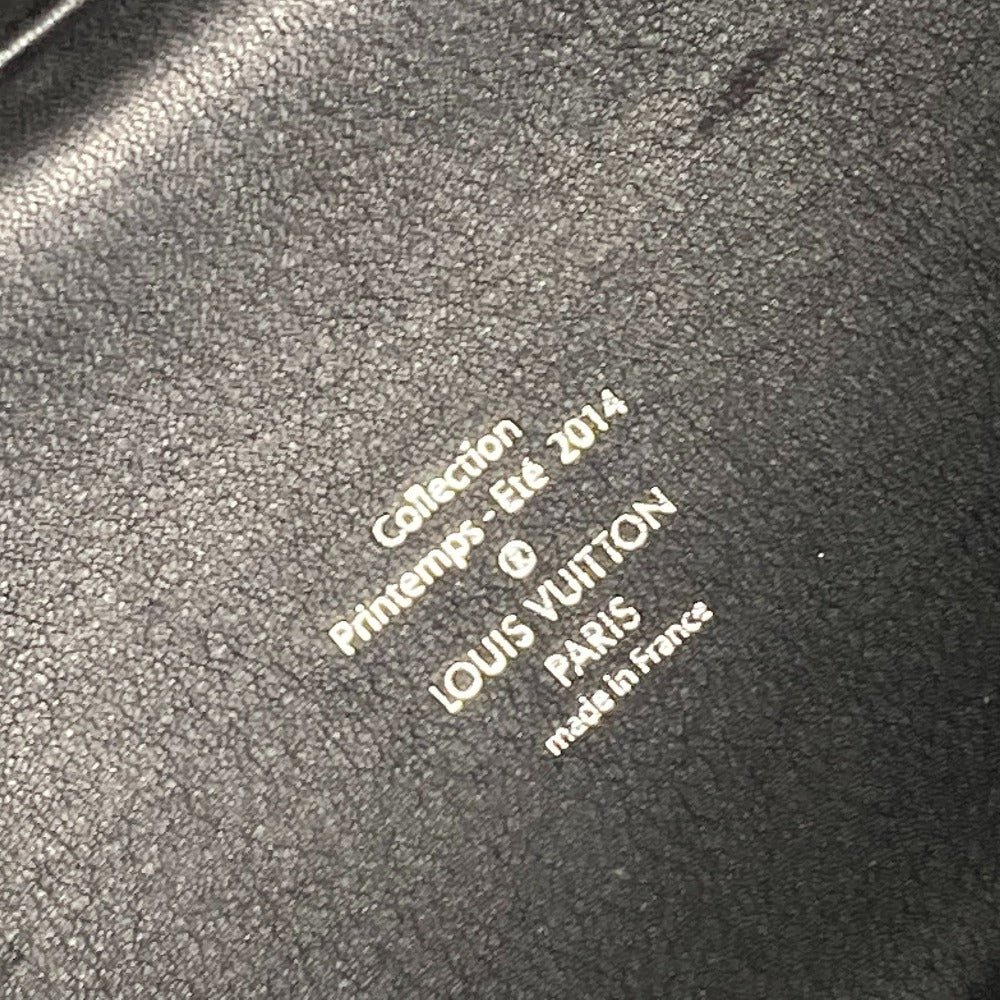 Collection
Printemps - Eté 2014
®
LOUIS VUITTON
PARIS
made in France